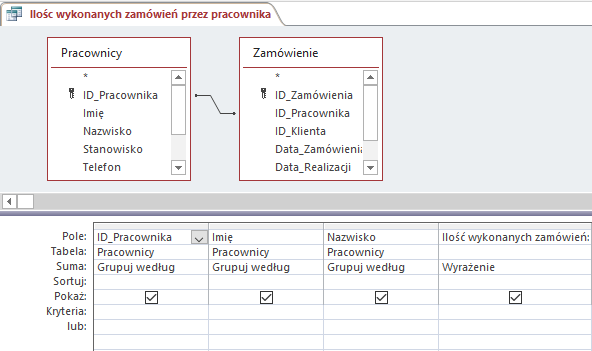 Ilośc wykonanych zamówień przez pracownika
Pracownicy
*
ID_Pracownika
Imię
Nazwisko
Stanowisko
Telefon
Zamówienie
*
ID_Zamówienia
ID_Pracownika
ID_Klienta
Data_Zamówienia
Data_Realizacji
Pole: ID_Pracownika Imię Nazwisko Ilość wykonanych zamówień:
Tabela: Pracownicy Pracownicy Pracownicy
Suma: Grupuj według Grupuj według Grupuj według Wyrażenie
Sortuj:
Pokaż:
Kryteria:
lub: